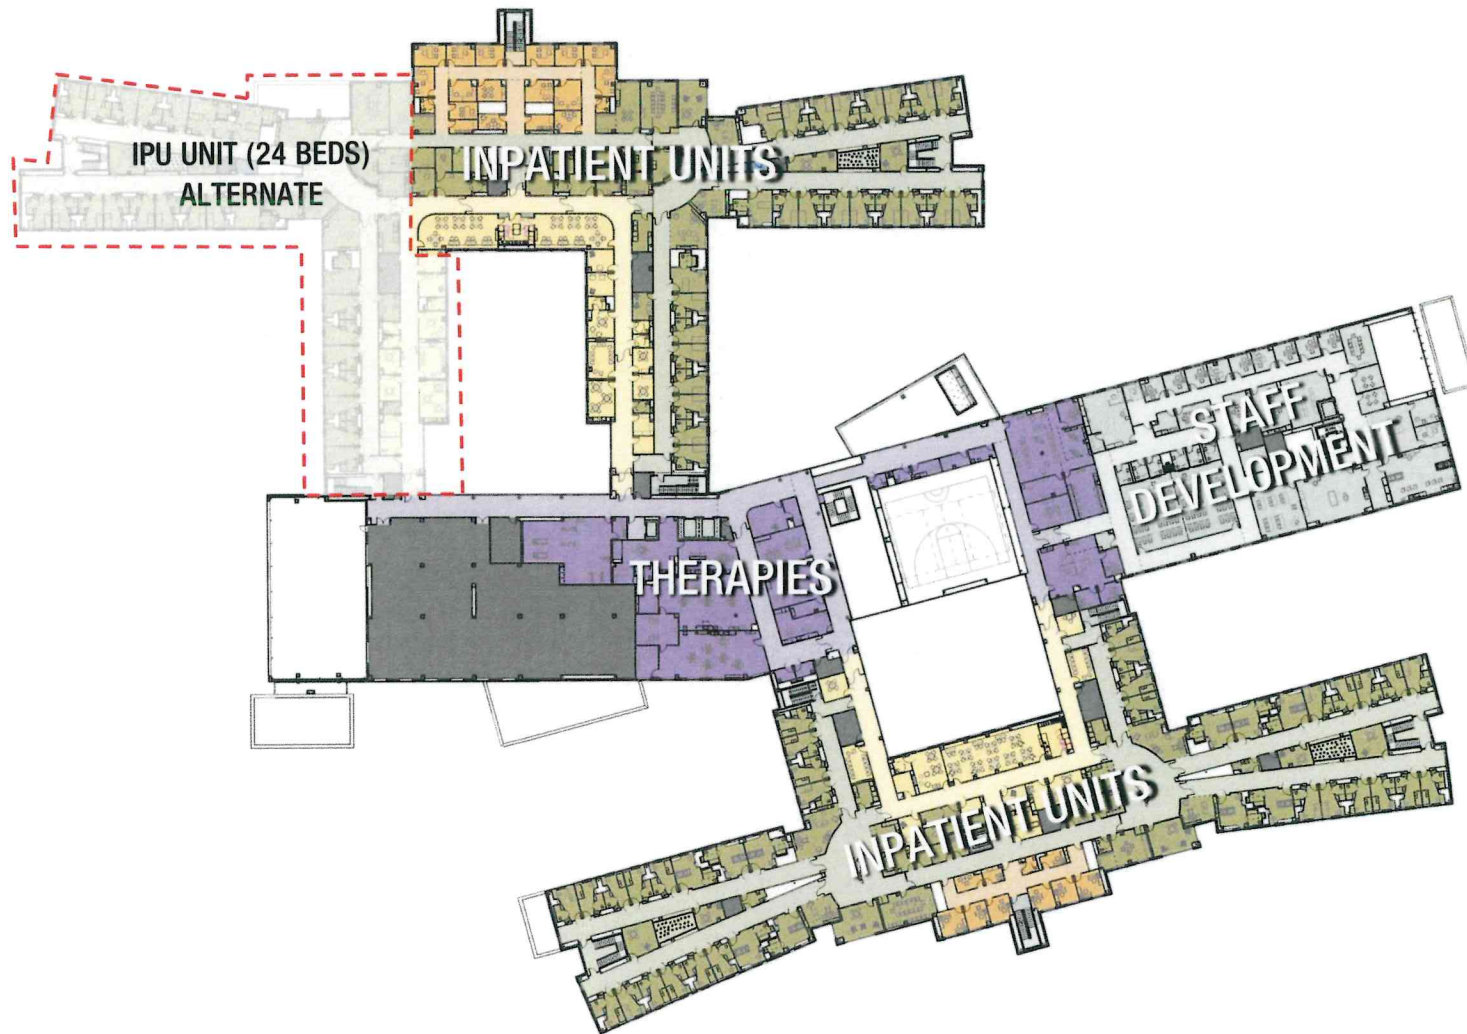 IPU UNIT (24 BEDS)
ALTERNATE
INPATIENT UNITS
STAFF
DEVELOPMENT
THERAPIES
INPATIENT UNITS